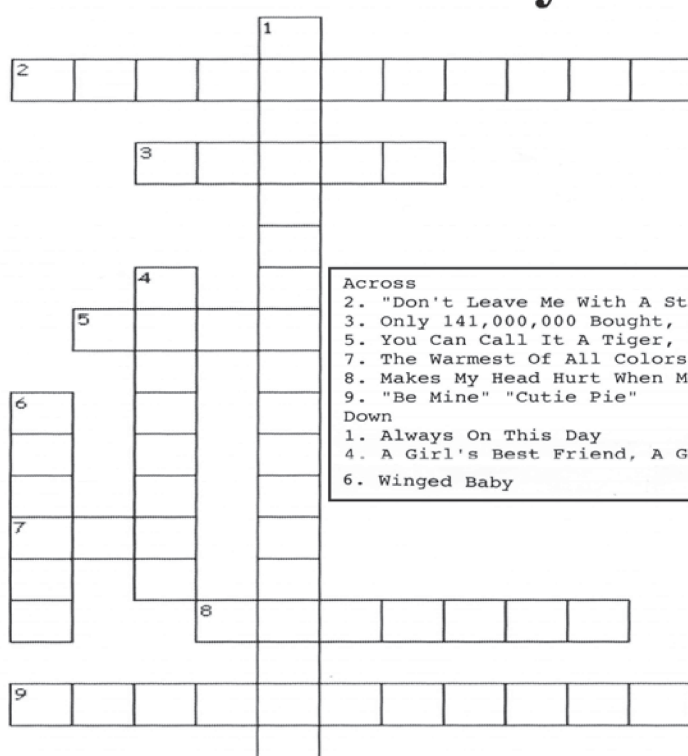 1
2
3
4
5
6
7
8
9
Across
2. "Don't Leave Me With A St
3. Only 141,000,000 Bought,
5. You Can Call It A Tiger,
7. The Warmest Of All Colors
8. Makes My Head Hurt When M
9. "Be Mine" "Cutie Pie"
Down
1. Always On This Day
4. A Girl's Best Friend, A G
6. Winged Baby